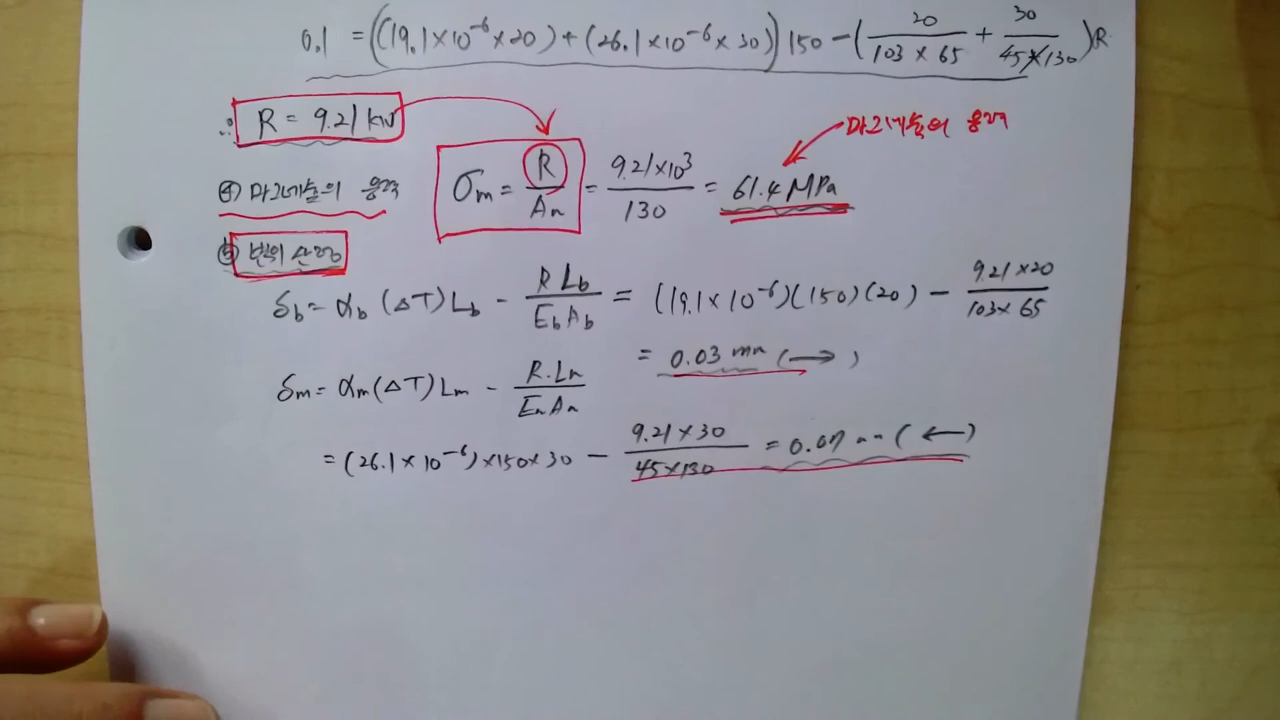 0.1 = ((19.1×10⁻⁶×20)+(26.1×10⁻⁶×30))150-(20/(103×65) + 30/(45×130))R
∴ R = 9.21 kN
마그네슘의 응력
ⓐ 마그네슘의 응력 σm = R/Am = 9.21×10³/130 = 61.4 MPa
ⓑ 변위 산정
δb = αb(ΔT)Lb - RLb/(EbAb) = (19.1×10⁻⁶)(150)(20) - 9.21×20/(103×65)
= 0.03 mm (→)
δm = αm(ΔT)Lm - R.Lm/(EmAm)
= (26.1×10⁻⁶)×150×30 - 9.21×30/(45×130) = 0.07 mm (←)